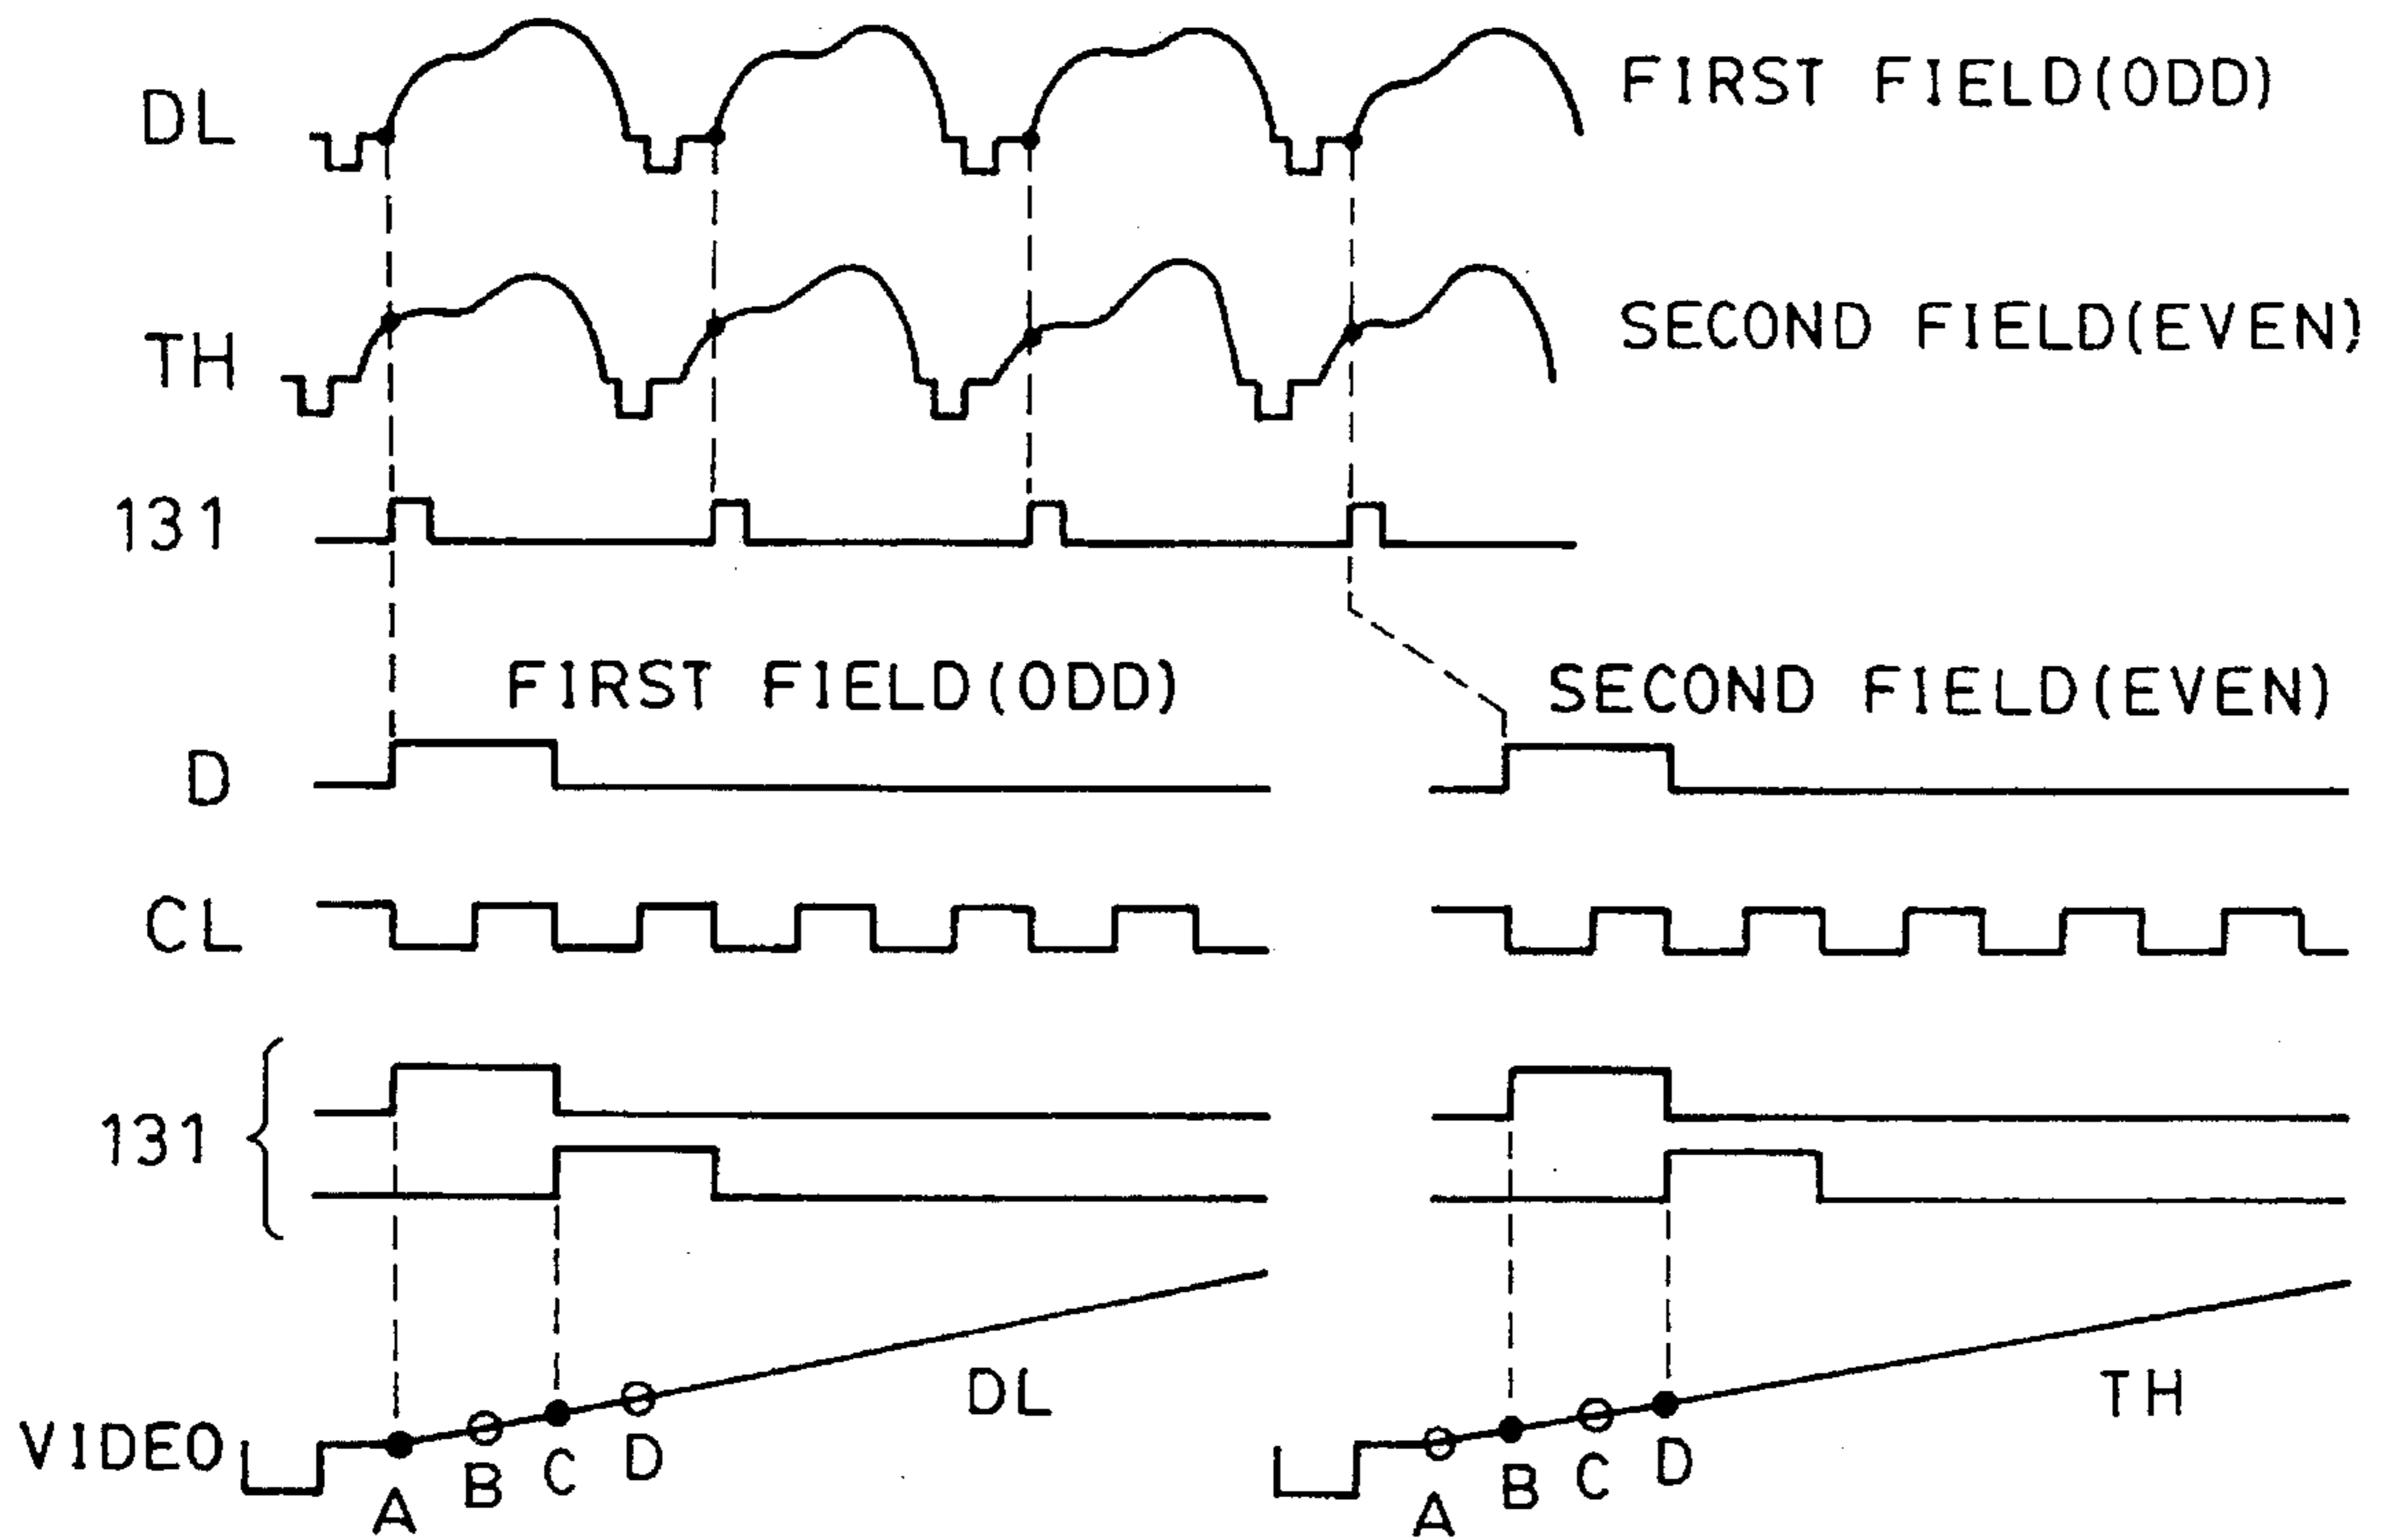 DL FIRST FIELD(ODD)
TH SECOND FIELD(EVEN)
131
FIRST FIELD(ODD) SECOND FIELD(EVEN)
D
CL
131
DL TH
VIDEO
A B C D A B C D